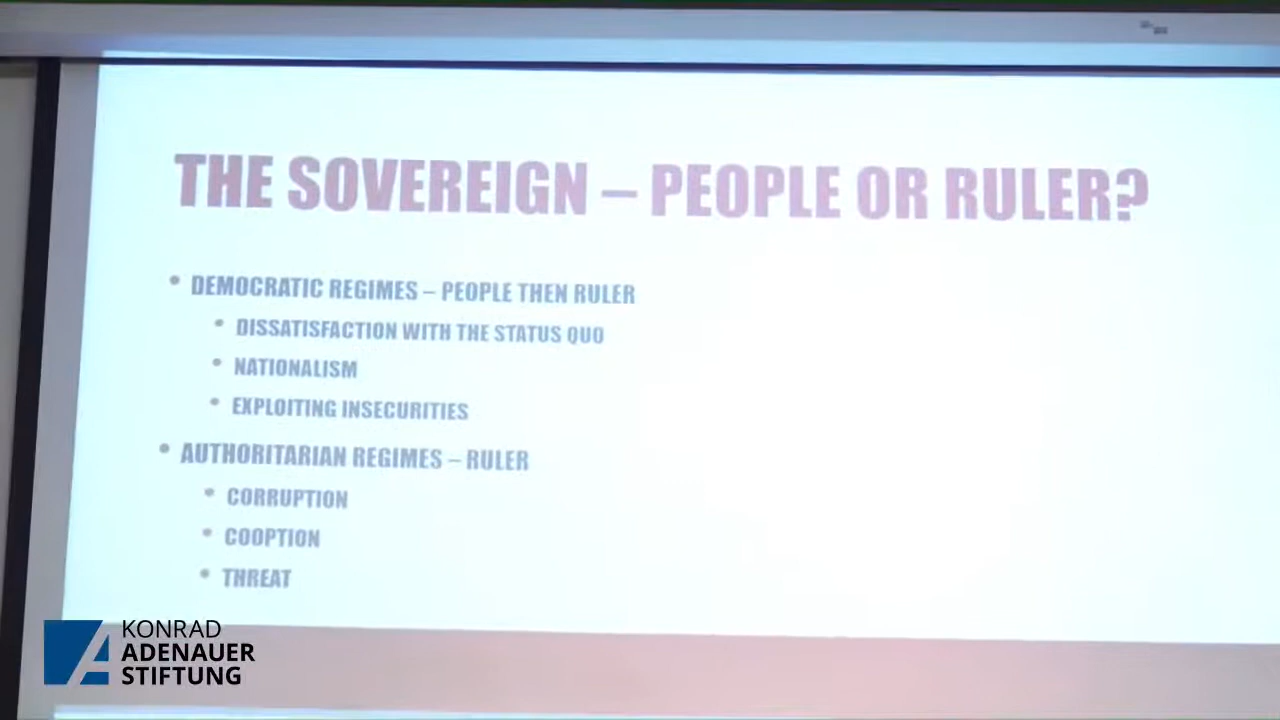 THE SOVEREIGN – PEOPLE OR RULER?
• DEMOCRATIC REGIMES – PEOPLE THEN RULER
• DISSATISFACTION WITH THE STATUS QUO
• NATIONALISM
• EXPLOITING INSECURITIES
• AUTHORITARIAN REGIMES – RULER
• CORRUPTION
• COOPTION
• THREAT
KONRAD
ADENAUER
STIFTUNG